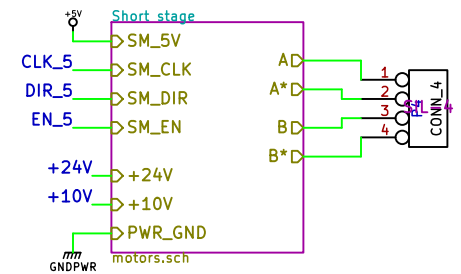 +5V
Short stage
SM_5V
CLK_5
SM_CLK
DIR_5
SM_DIR
EN_5
SM_EN
+24V
+24V
+10V
+10V
PWR_GND
GNDPWR
motors.sch
A
A*
B
B*
1
2
3
4
CONN_4